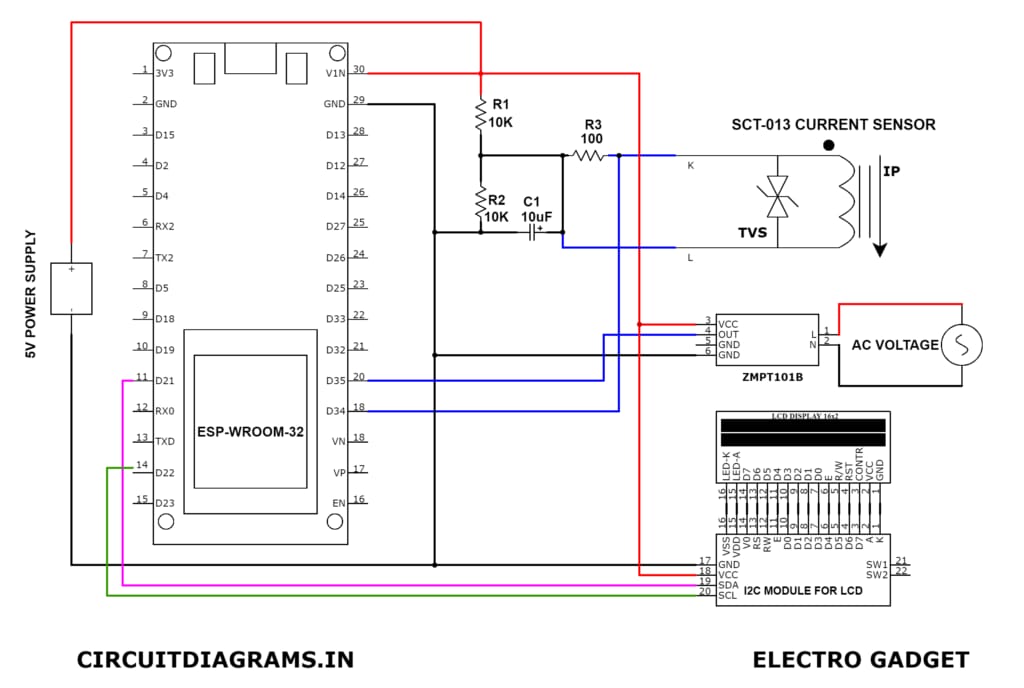 5V POWER SUPPLY
+
-
1 3V3
2 GND
3 D15
4 D2
5 D4
6 RX2
7 TX2
8 D5
9 D18
10 D19
11 D21
12 RX0
13 TXD
14 D22
15 D23
V1N 30
GND 29
D13 28
D12 27
D14 26
D27 25
D26 24
D25 23
D33 22
D32 21
D35 20
D34 18
VN 18
VP 17
EN 16
ESP-WROOM-32
R1
10K
R2
10K
C1
10uF
+
R3
100
SCT-013 CURRENT SENSOR
K
L
TVS
IP
3 VCC
4 OUT
5 GND
6 GND
L 1
N 2
ZMPT101B
AC VOLTAGE
LCD DISPLAY 16x2
LED-K
LED-A
D7
D6
D5
D4
D3
D2
D1
D0
E
R/W
RST
CONTR
VCC
GND
16 15 14 13 12 11 10 9 8 7 6 5 4 3 2 1
16 15 14 13 12 11 10 9 8 7 6 5 4 3 2 1
VSS
VDD
V0
RS
RW
E
D0
D1
D2
D3
D4
D5
D6
D7
A
K
17 GND
18 VCC
19 SDA
20 SCL
SW1 21
SW2 22
I2C MODULE FOR LCD
CIRCUITDIAGRAMS.IN
ELECTRO GADGET